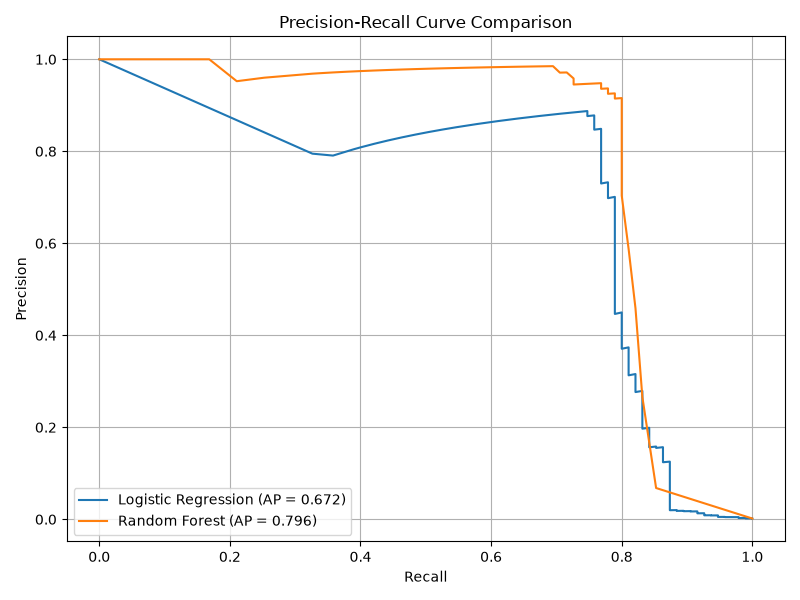 Precision-Recall Curve Comparison
Precision
1.0
0.8
0.6
0.4
0.2
0.0
Logistic Regression (AP = 0.672)
Random Forest (AP = 0.796)
0.0 0.2 0.4 0.6 0.8 1.0
Recall